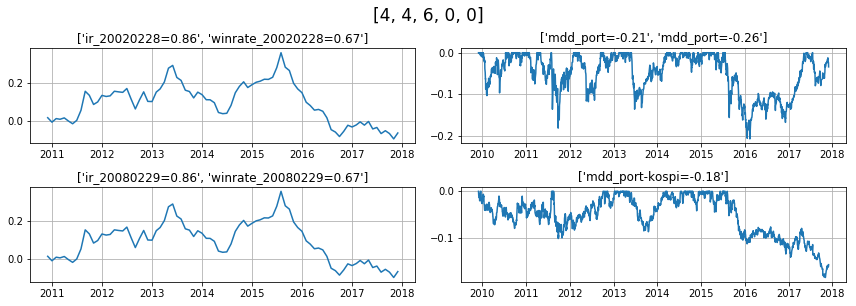 [4, 4, 6, 0, 0]
['ir_20020228=0.86', 'winrate_20020228=0.67']
0.2
0.0
2011 2012 2013 2014 2015 2016 2017 2018
['mdd_port=-0.21', 'mdd_port=-0.26']
0.0
−0.1
−0.2
2010 2011 2012 2013 2014 2015 2016 2017 2018
['ir_20080229=0.86', 'winrate_20080229=0.67']
0.2
0.0
2011 2012 2013 2014 2015 2016 2017 2018
['mdd_port-kospi=-0.18']
0.0
−0.1
2010 2011 2012 2013 2014 2015 2016 2017 2018